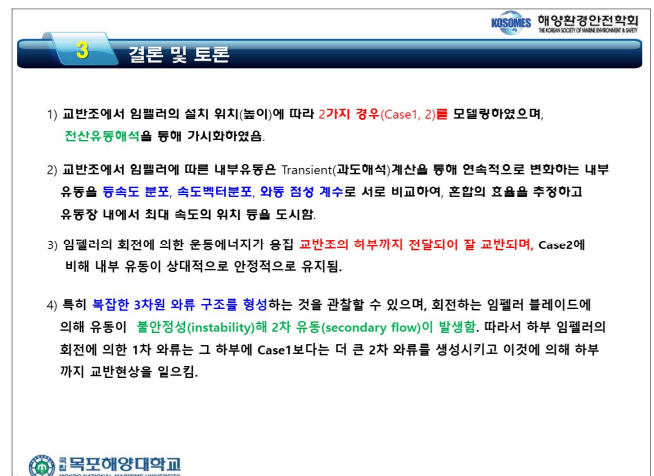 KOSOMES 해양환경안전학회
THE KOREAN SOCIETY OF MARINE ENVIRONMENT & SAFETY
3 결론 및 토론
1) 교반조에서 임펠러의 설치 위치(높이)에 따라 2가지 경우(Case1, 2)를 모델링하였으며,
전산유동해석을 통해 가시화하였음.
2) 교반조에서 임펠러에 따른 내부유동은 Transient(과도해석)계산을 통해 연속적으로 변화하는 내부
유동을 등속도 분포, 속도벡터분포, 와동 점성 계수로 서로 비교하여, 혼합의 효율을 추정하고
유동장 내에서 최대 속도의 위치 등을 도시함.
3) 임펠러의 회전에 의한 운동에너지가 응집 교반조의 하부까지 전달되어 잘 교반되며, Case2에
비해 내부 유동이 상대적으로 안정적으로 유지됨.
4) 특히 복잡한 3차원 와류 구조를 형성하는 것을 관찰할 수 있으며, 회전하는 임펠러 블레이드에
의해 유동이 불안정성(instability)해 2차 유동(secondary flow)이 발생함. 따라서 하부 임펠러의
회전에 의한 1차 와류는 그 하부에 Case1보다는 더 큰 2차 와류를 생성시키고 이것에 의해 하부
까지 교반현상을 일으킴.
국립 목포해양대학교
MOKPO NATIONAL MARITIME UNIVERSITY